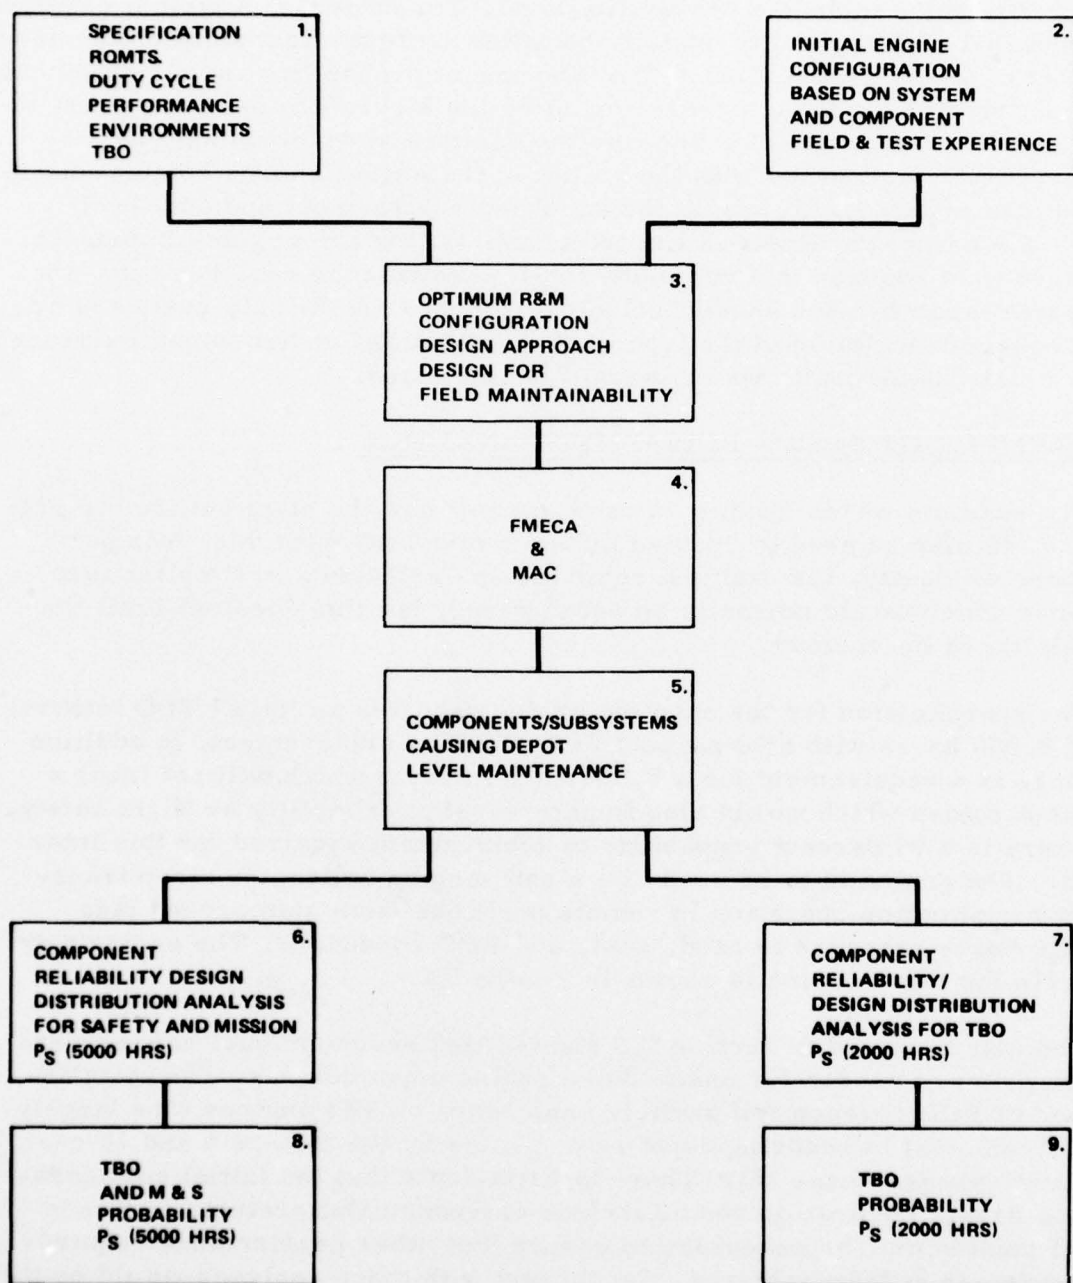 1.
SPECIFICATION
RQMTS.
DUTY CYCLE
PERFORMANCE
ENVIRONMENTS
TBO
2.
INITIAL ENGINE
CONFIGURATION
BASED ON SYSTEM
AND COMPONENT
FIELD & TEST EXPERIENCE
3.
OPTIMUM R&M
CONFIGURATION
DESIGN APPROACH
DESIGN FOR
FIELD MAINTAINABILITY
4.
FMECA
&
MAC
5.
COMPONENTS/SUBSYSTEMS
CAUSING DEPOT
LEVEL MAINTENANCE
6.
COMPONENT
RELIABILITY DESIGN
DISTRIBUTION ANALYSIS
FOR SAFETY AND MISSION
PS (5000 HRS)
7.
COMPONENT
RELIABILITY/
DESIGN DISTRIBUTION
ANALYSIS FOR TBO
PS (2000 HRS)
8.
TBO
AND M & S
PROBABILITY
PS (5000 HRS)
9.
TBO
PROBABILITY
PS (2000 HRS)